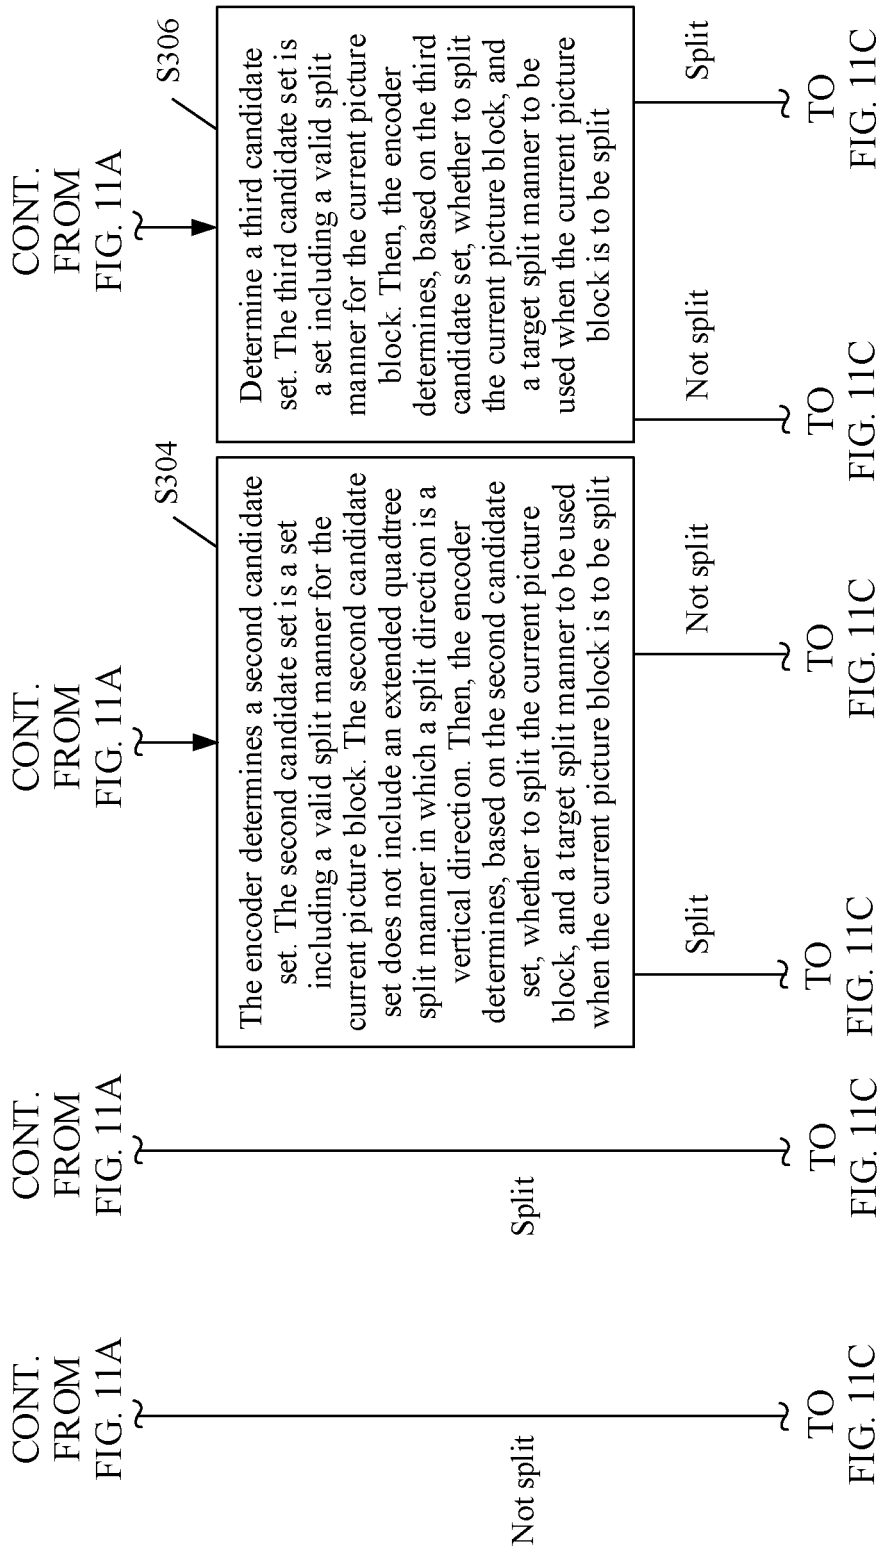 CONT.
FROM
FIG. 11A
CONT.
FROM
FIG. 11A
CONT.
FROM
FIG. 11A
CONT.
FROM
FIG. 11A
Not split
Split
S304
The encoder determines a second candidate
set. The second candidate set is a set
including a valid split manner for the
current picture block. The second candidate
set does not include an extended quadtree
split manner in which a split direction is a
vertical direction. Then, the encoder
determines, based on the second candidate
set, whether to split the current picture
block, and a target split manner to be used
when the current picture block is to be split
S306
Determine a third candidate
set. The third candidate set is
a set including a valid split
manner for the current picture
block. Then, the encoder
determines, based on the third
candidate set, whether to split
the current picture block, and
a target split manner to be
used when the current picture
block is to be split
Split
Not split
Not split
Split
TO
FIG. 11C
TO
FIG. 11C
TO
FIG. 11C
TO
FIG. 11C
TO
FIG. 11C
TO
FIG. 11C